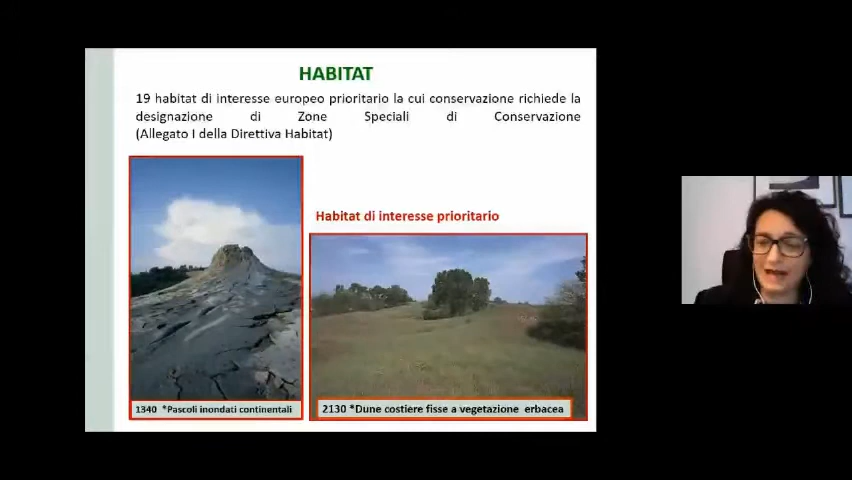 HABITAT
19 habitat di interesse europeo prioritario la cui conservazione richiede la
designazione di Zone Speciali di Conservazione
(Allegato I della Direttiva Habitat)
Habitat di interesse prioritario
1340 *Pascoli inondati continentali
2130 *Dune costiere fisse a vegetazione erbacea